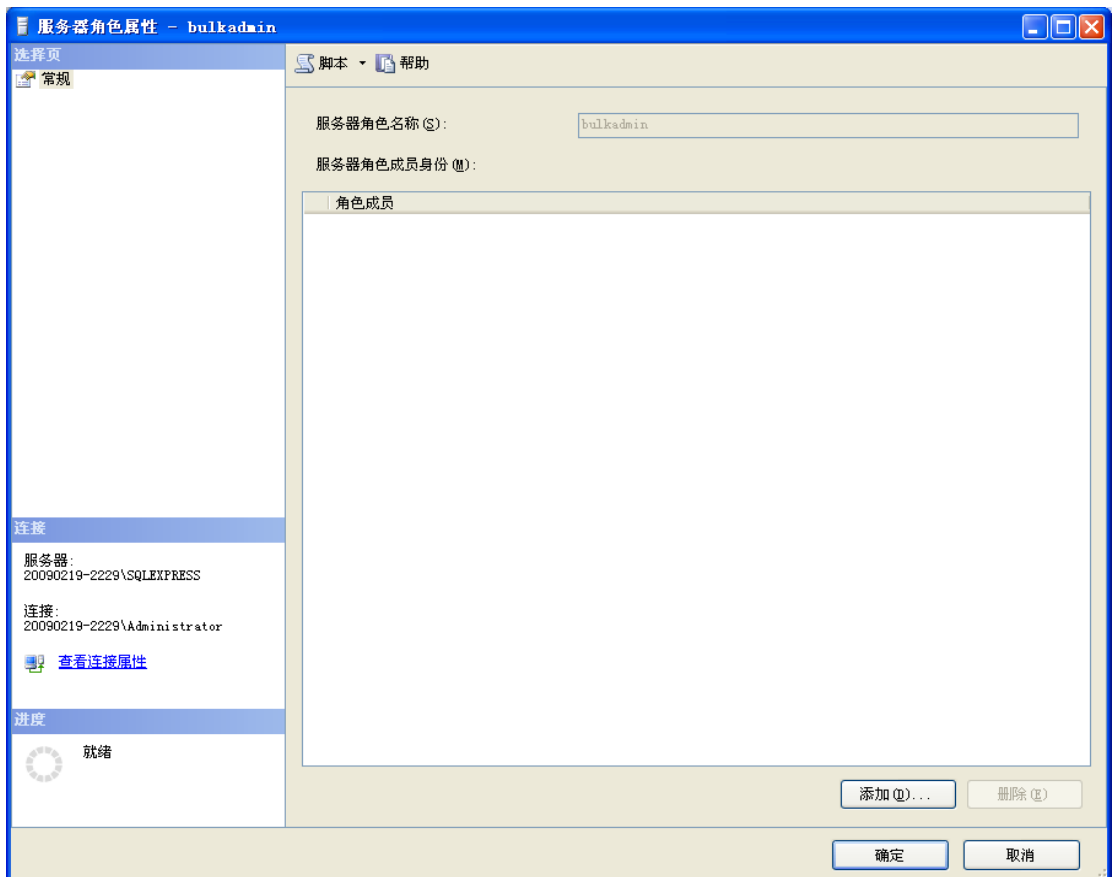 服务器角色属性 - bulkadmin
选择页
常规
脚本 帮助
服务器角色名称(S): bulkadmin
服务器角色成员身份(M):
角色成员
连接
服务器:
20090219-2229\SQLEXPRESS
连接:
20090219-2229\Administrator
查看连接属性
进度
就绪
添加(D)... 删除(E)
确定 取消